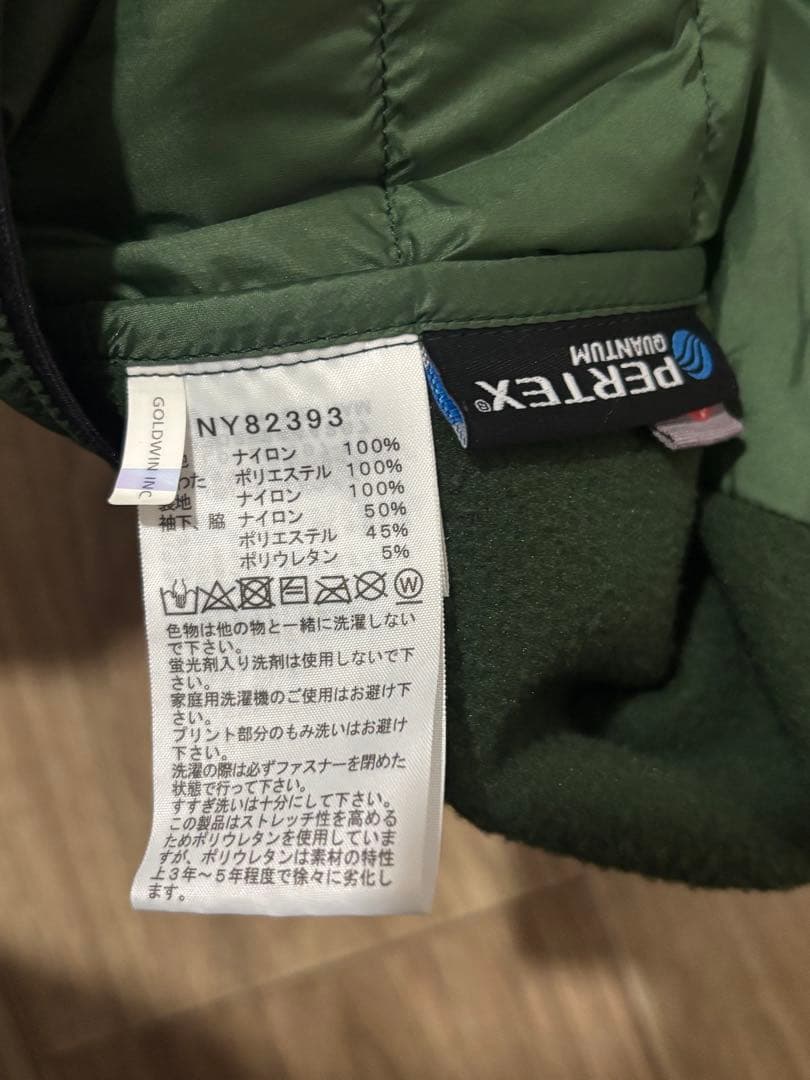 PERTEX®
QUANTUM
GOLDWIN INC
NY82393
ナイロン 100%
わた ポリエステル 100%
裏地 ナイロン 100%
袖下、脇 ナイロン 50%
ポリエステル 45%
ポリウレタン 5%
W
色物は他の物と一緒に洗濯しない
で下さい。
蛍光剤入り洗剤は使用しないで下
さい。
家庭用洗濯機のご使用はお避け下
さい。
プリント部分のもみ洗いはお避け
下さい。
洗濯の際は必ずファスナーを閉めた
状態で行って下さい。
すすぎ洗いは十分にして下さい。
この製品はストレッチ性を高める
ためポリウレタンを使用していま
すが、ポリウレタンは素材の特性
上3年〜5年程度で徐々に劣化し
ます。